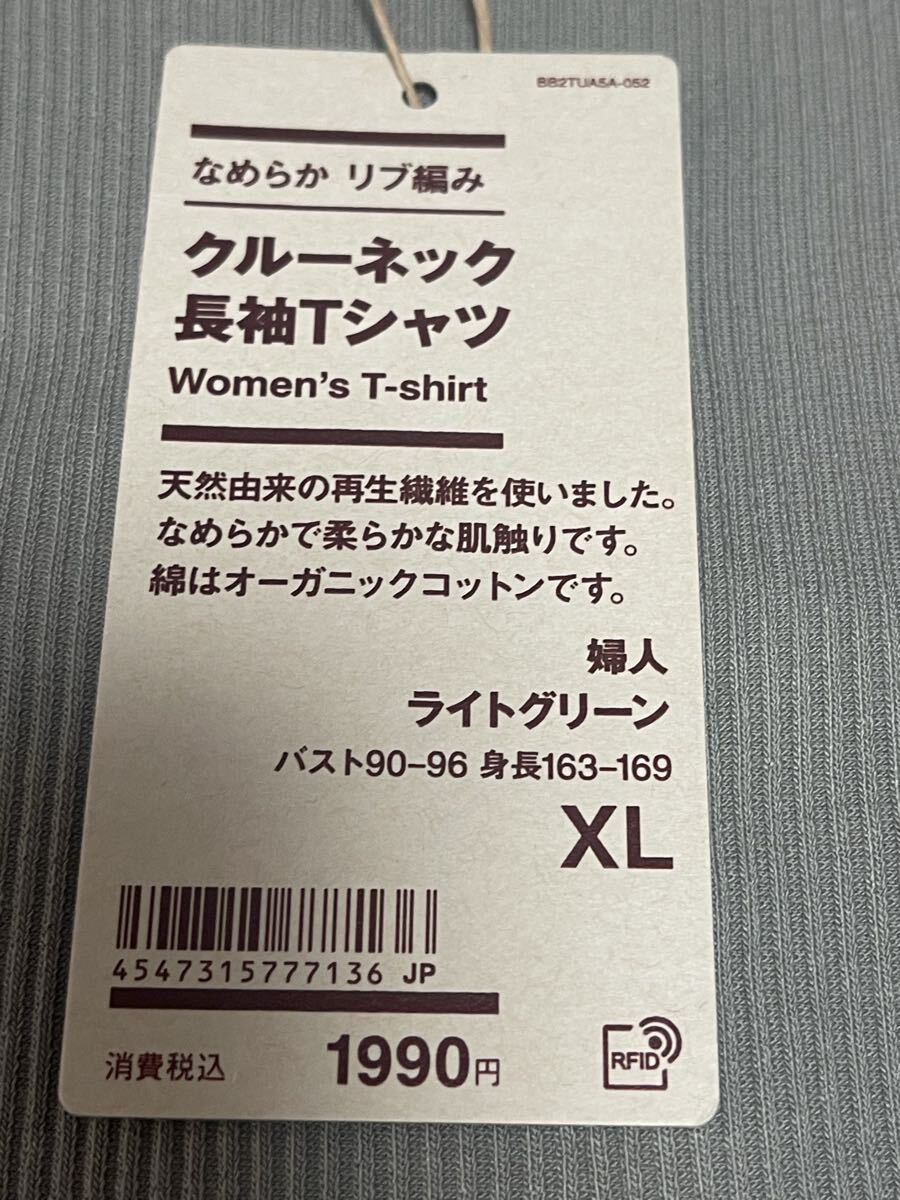 BB2TUA5A-052
なめらか リブ編み
クルーネック
長袖Tシャツ
Women's T-shirt
天然由来の再生繊維を使いました。
なめらかで柔らかな肌触りです。
綿はオーガニックコットンです。
婦人
ライトグリーン
バスト90-96 身長163-169
XL
4547315777136 JP
消費税込 1990円
RFID